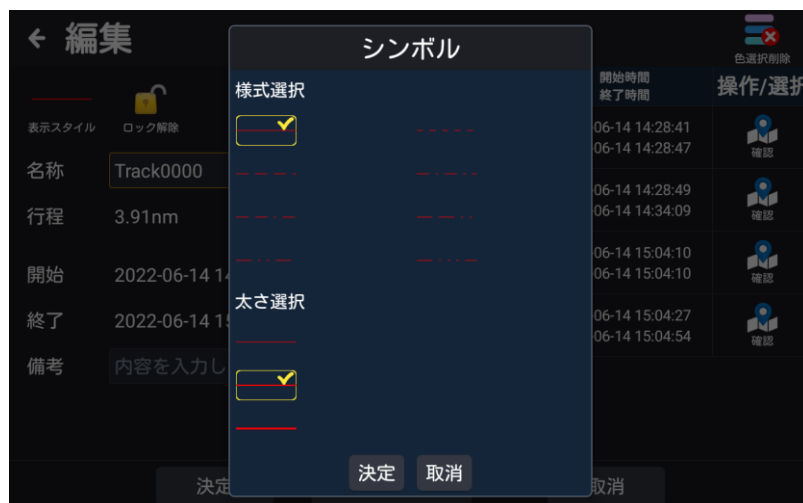 編集
色選択削除
表示スタイル
ロック解除
名称 Track0000
行程 3.91nm
開始 2022-06-14 14
終了 2022-06-14 15
備考 内容を入力し
決定
シンボル
様式選択
太さ選択
決定 取消
開始時間
終了時間
操作/選択
06-14 14:28:41
06-14 14:28:47
確認
06-14 14:28:49
06-14 14:34:09
確認
06-14 15:04:10
06-14 15:04:10
確認
06-14 15:04:27
06-14 15:04:54
確認
取消